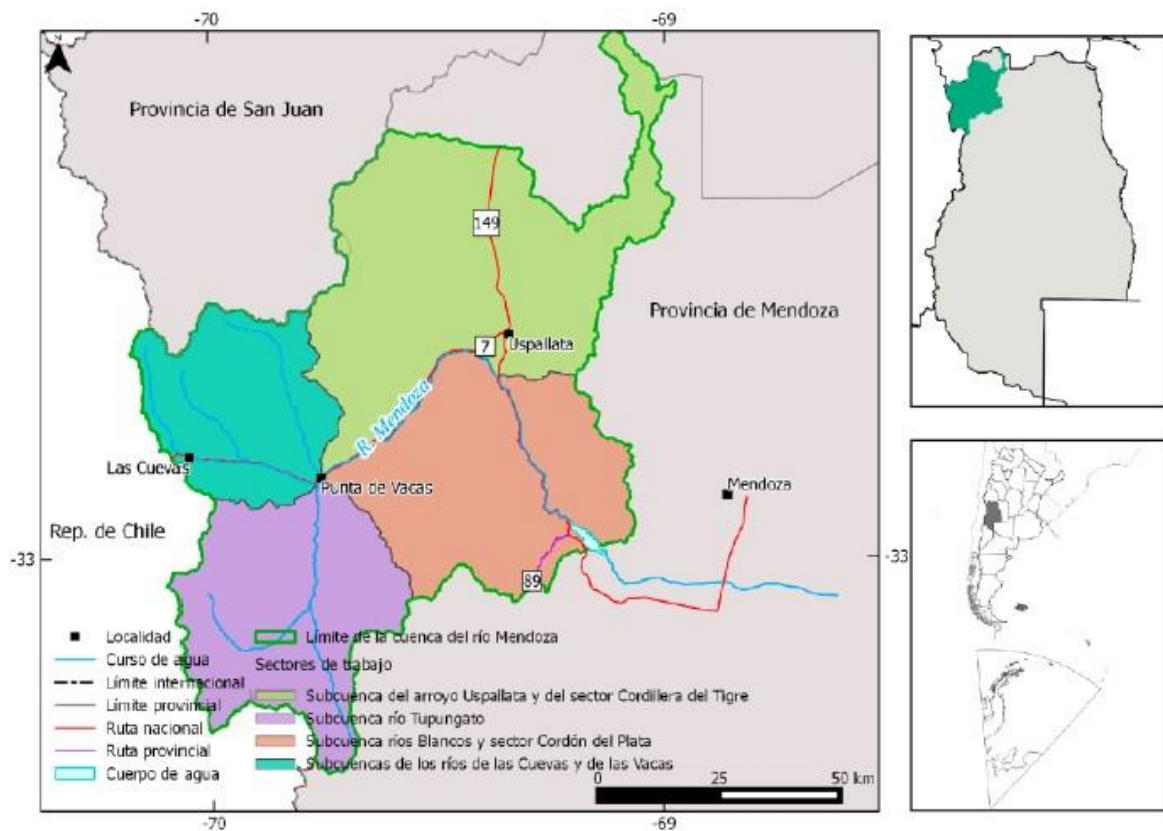 -70
-69
Provincia de San Juan
149
Provincia de Mendoza
7
Uspallata
R. Mendoza
Las Cuevas
Punta de Vacas
Mendoza
Rep. de Chile
-33
-33
89
Localidad
Curso de agua
Límite internacional
Límite provincial
Ruta nacional
Ruta provincial
Cuerpo de agua
Límite de la cuenca del río Mendoza
Sectores de trabajo
Subcuenca del arroyo Uspallata y del sector Cordillera del Tigre
Subcuenca río Tupungato
Subcuenca ríos Blancos y sector Cordón del Plata
Subcuencas de los ríos de las Cuevas y de las Vacas
0 25 50 km
-70
-69